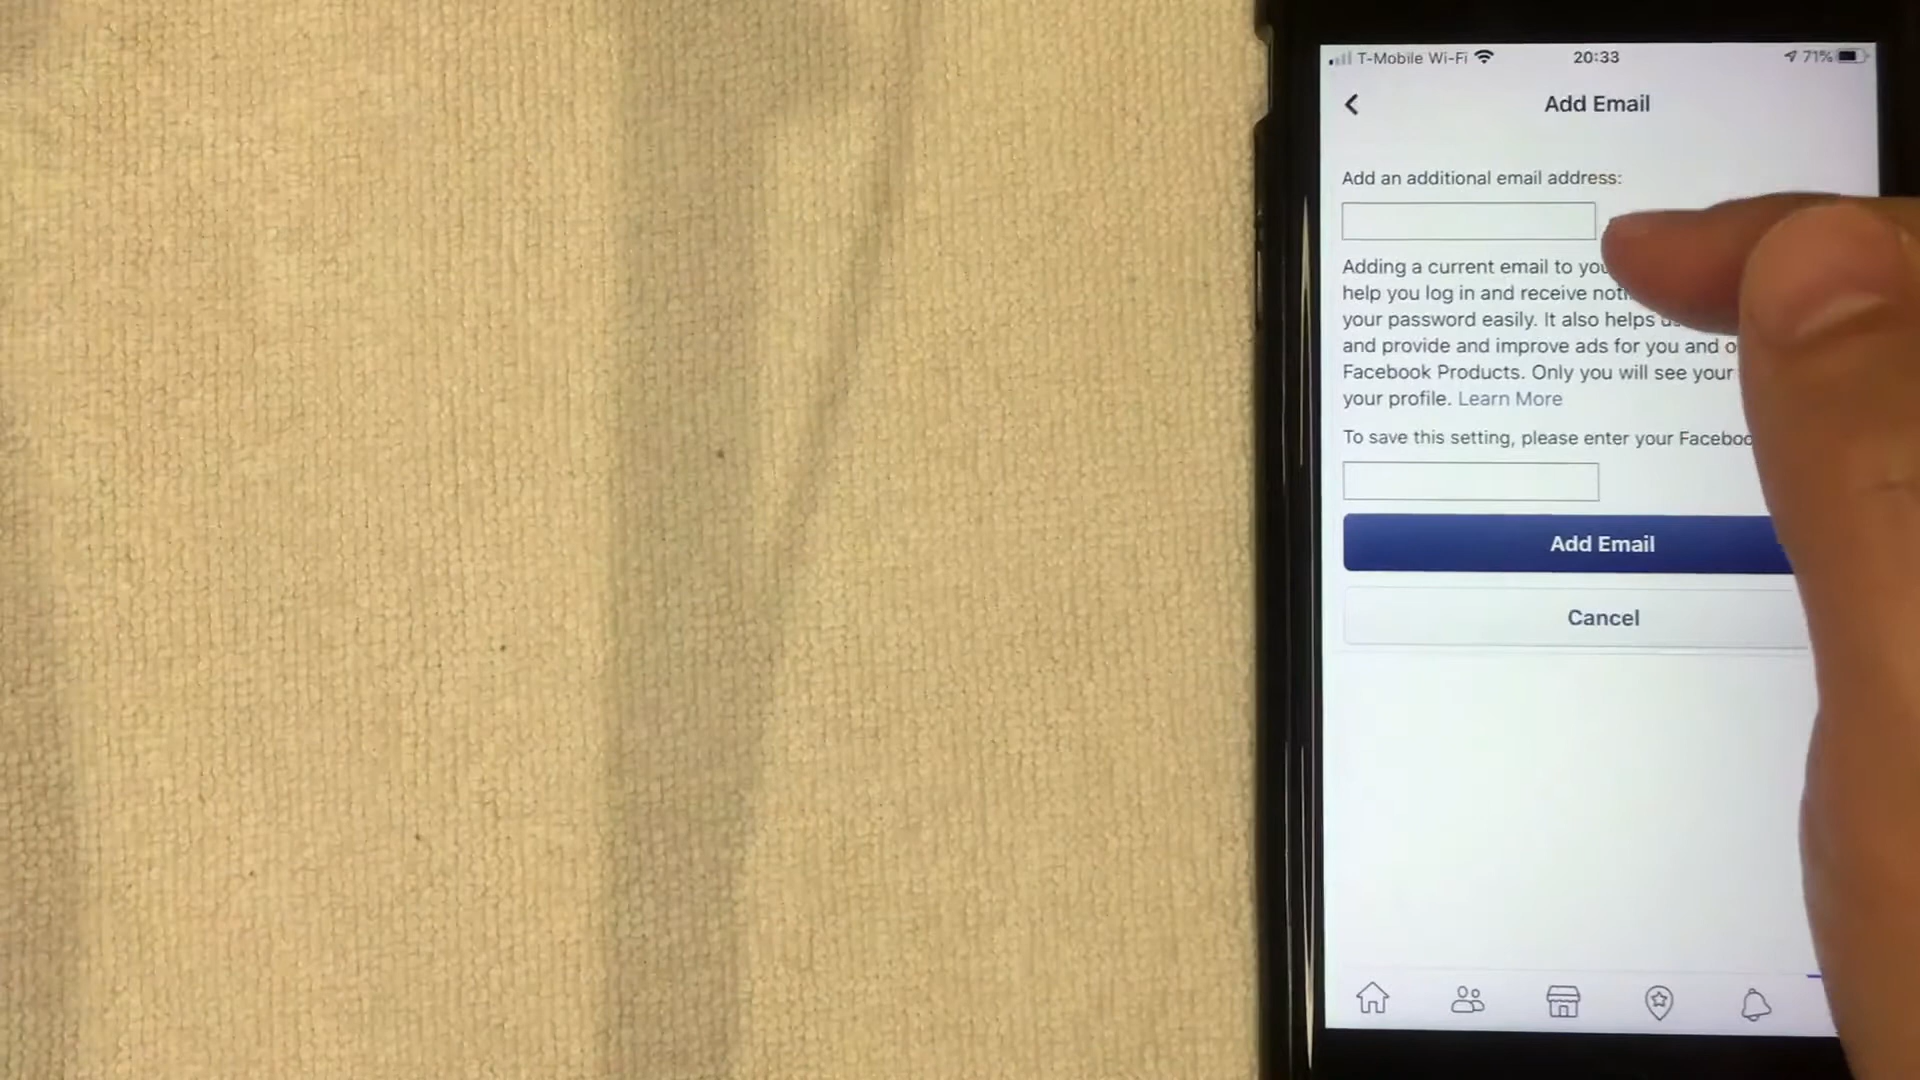 T-Mobile Wi-Fi 20:33 71%
Add Email
Add an additional email address:
Adding a current email to
help you log in and receive
your password easily. It also helps
and provide and improve ads for you and
Facebook Products. Only you will see your
your profile. Learn More
To save this setting, please enter your
Add Email
Cancel